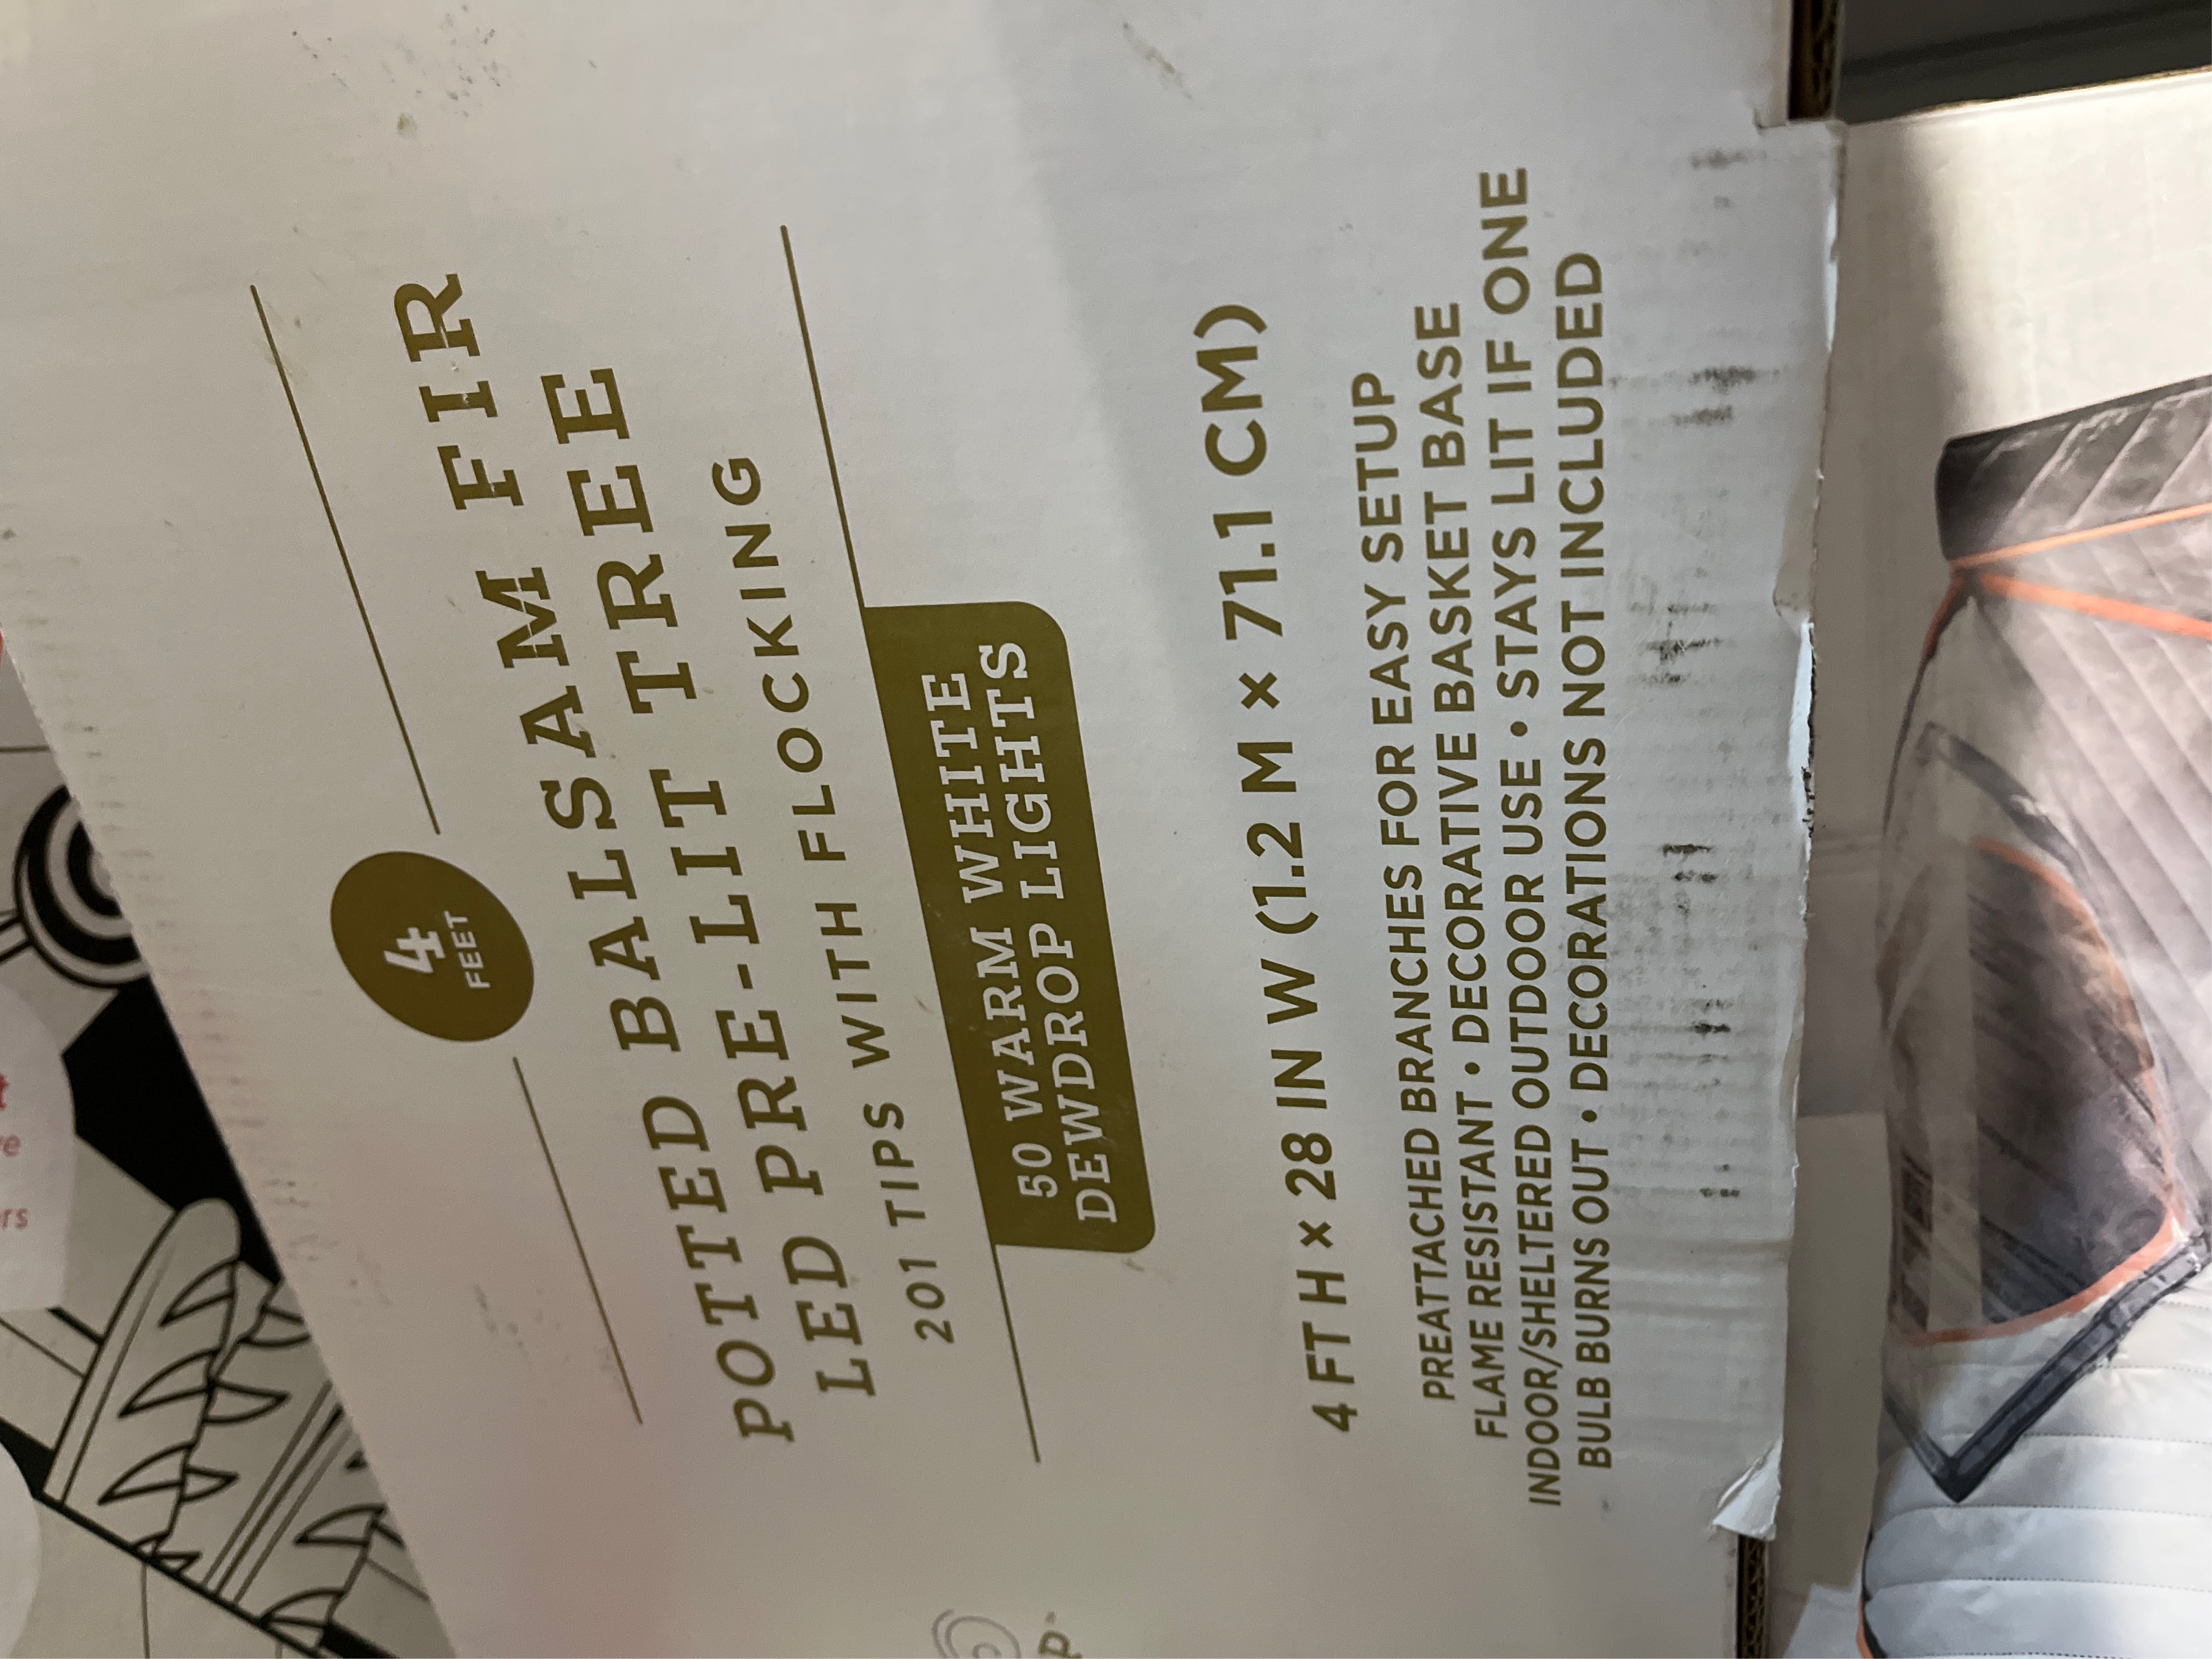 4
FEET
POTTED BALSAM FIR
LED PRE-LIT TREE
201 TIPS WITH FLOCKING
50 WARM WHITE
DEWDROP LIGHTS
4 FT H × 28 IN W (1.2 M × 71.1 CM)
PREATTACHED BRANCHES FOR EASY SETUP
FLAME RESISTANT • DECORATIVE BASKET BASE
INDOOR/SHELTERED OUTDOOR USE • STAYS LIT IF ONE
BULB BURNS OUT • DECORATIONS NOT INCLUDED